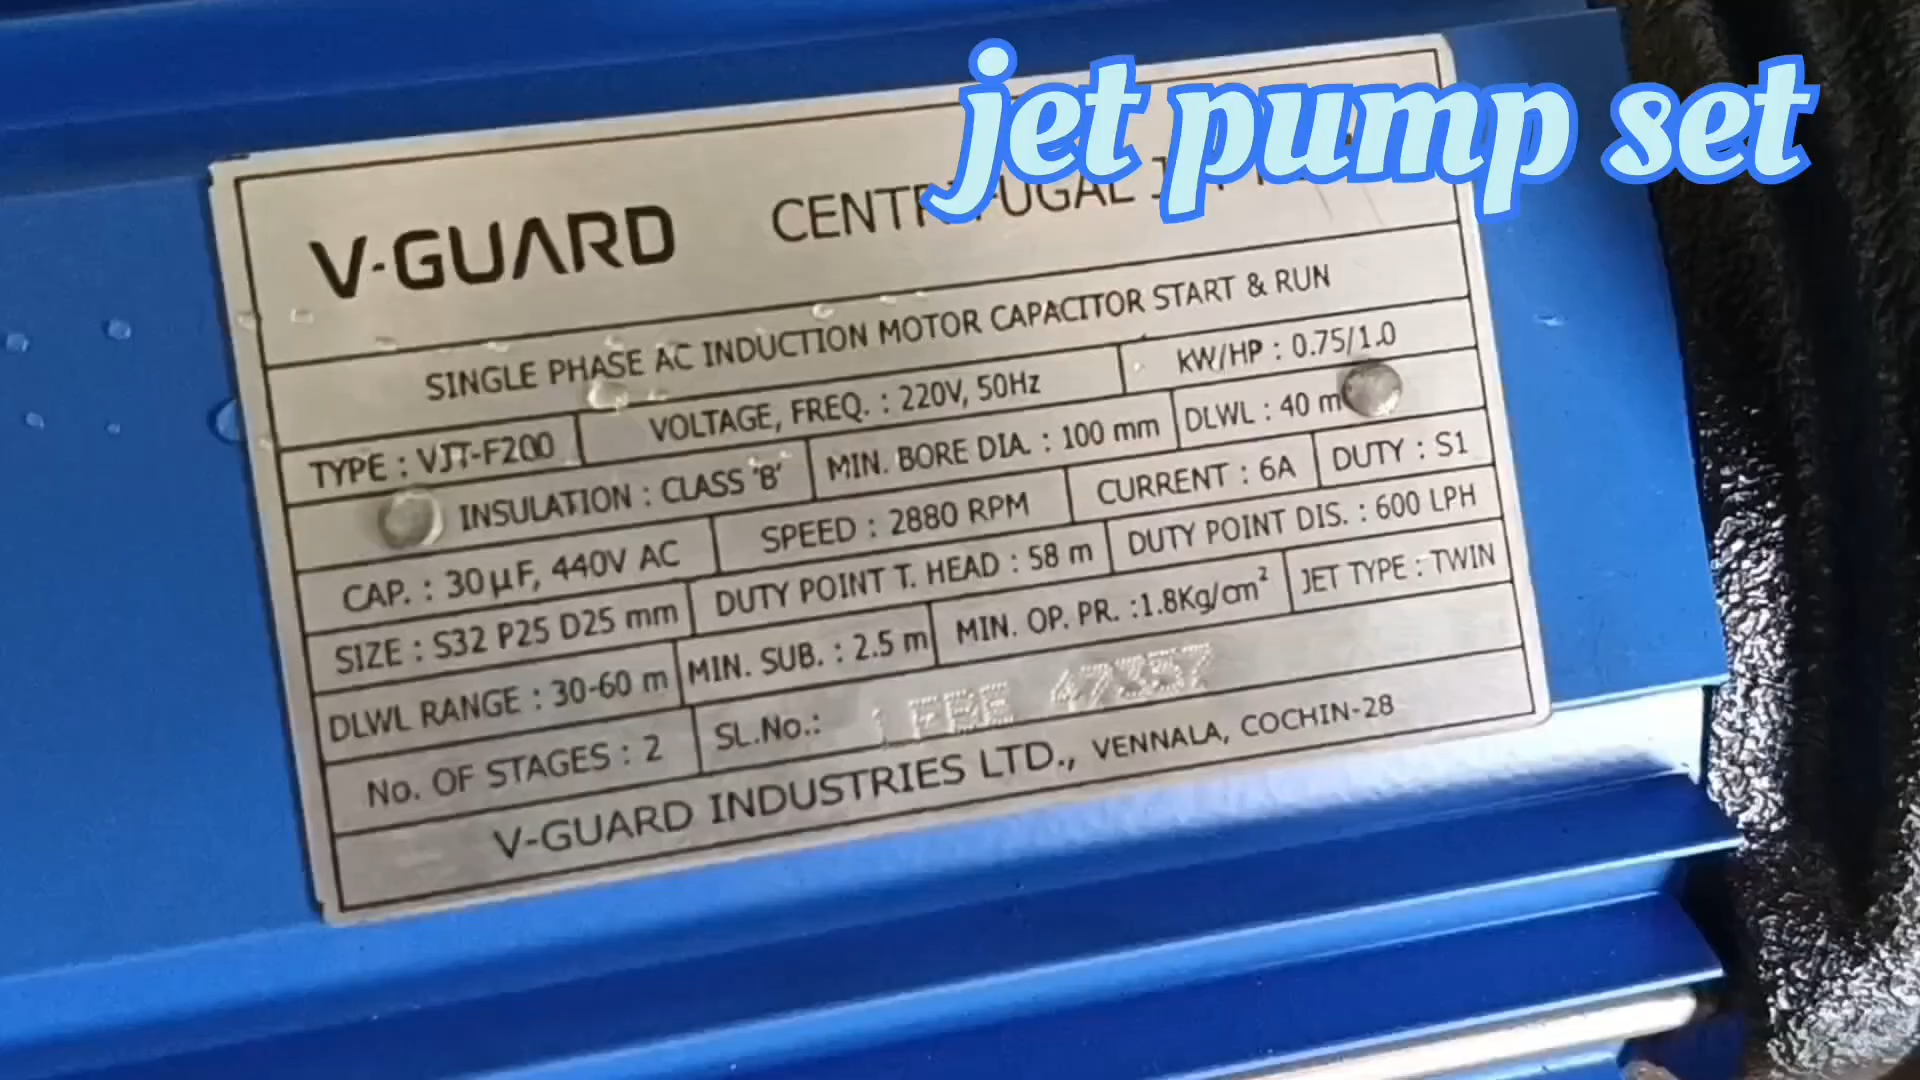 jet pump set
V-GUARD CENTRIFUGAL
SINGLE PHASE AC INDUCTION MOTOR CAPACITOR START & RUN
TYPE : VJT-F200 VOLTAGE, FREQ. : 220V, 50Hz KW/HP : 0.75/1.0
INSULATION : CLASS 'B' MIN. BORE DIA. : 100 mm DLWL : 40 m
CAP. : 30µF, 440V AC SPEED : 2880 RPM CURRENT : 6A DUTY : S1
SIZE : S32 P25 D25 mm DUTY POINT T. HEAD : 58 m DUTY POINT DIS. : 600 LPH
DLWL RANGE : 30-60 m MIN. SUB. : 2.5 m MIN. OP. PR. :1.8Kg/cm² JET TYPE : TWIN
No. OF STAGES : 2 SL.No.: 1 FBE 47357
V-GUARD INDUSTRIES LTD., VENNALA, COCHIN-28